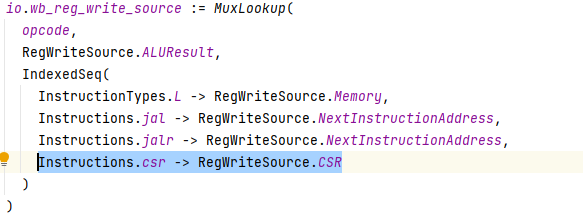 io.wb_reg_write_source := MuxLookup(
opcode,
RegWriteSource.ALUResult,
IndexedSeq(
InstructionTypes.L -> RegWriteSource.Memory,
Instructions.jal -> RegWriteSource.NextInstructionAddress,
Instructions.jalr -> RegWriteSource.NextInstructionAddress,
Instructions.csr -> RegWriteSource.CSR
)
)